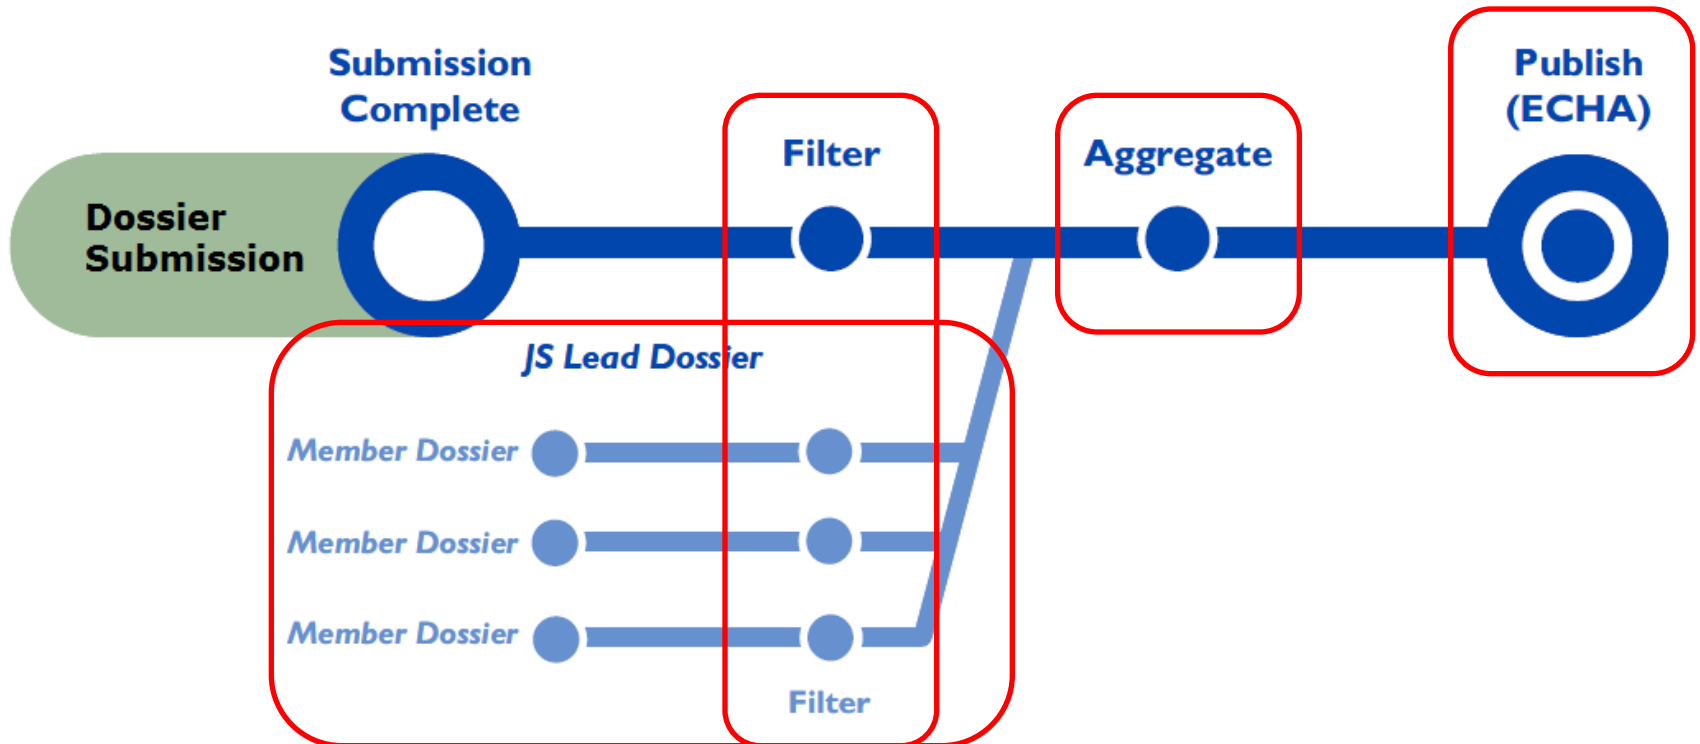 Submission
Complete
Filter
Aggregate
Publish
(ECHA)
Dossier
Submission
JS Lead Dossier
Member Dossier
Member Dossier
Member Dossier
Filter